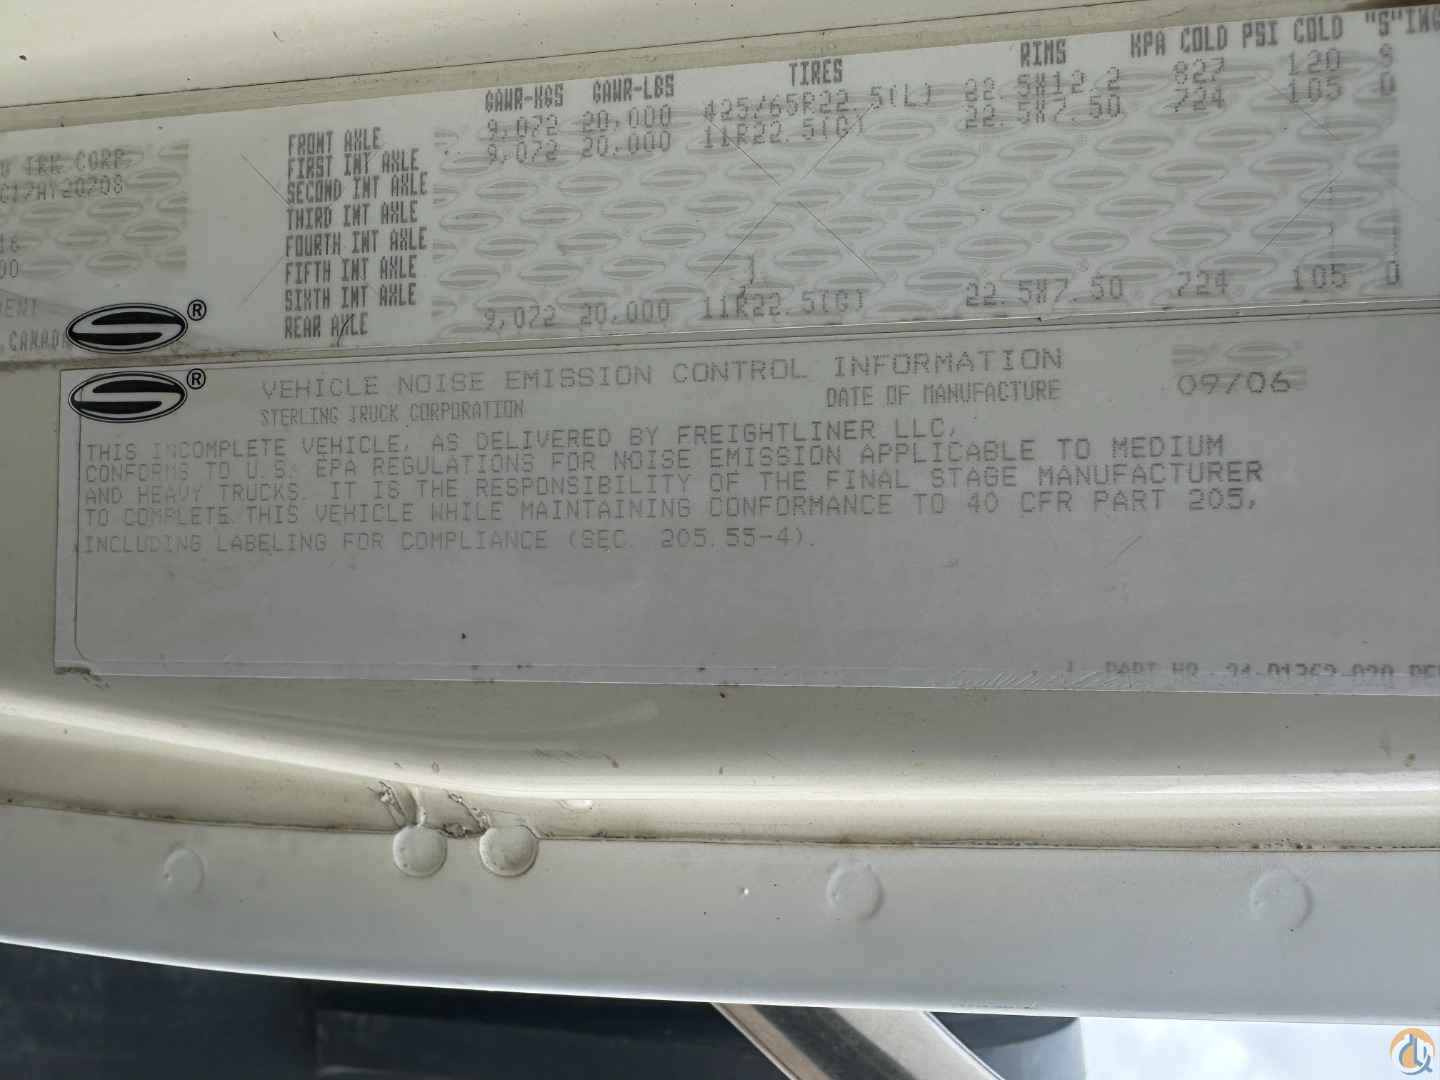 GAWR-KGS GAWR-LBS TIRES RIMS KPA COLD PSI COLD "S"ING
FRONT AXLE 9,072 20,000 425/65R22.5(L) 22.5X12.2 827 120 S
FIRST INT AXLE 9,072 20,000 11R22.5(G) 22.5X7.50 724 105 D
SECOND INT AXLE
THIRD INT AXLE
FOURTH INT AXLE
FIFTH INT AXLE
SIXTH INT AXLE
REAR AXLE 9,072 20,000 11R22.5(G) 22.5X7.50 724 105 D
TRK CORP.
®
®
VEHICLE NOISE EMISSION CONTROL INFORMATION
STERLING TRUCK CORPORATION DATE OF MANUFACTURE 09/06
THIS INCOMPLETE VEHICLE, AS DELIVERED BY FREIGHTLINER LLC,
CONFORMS TO U.S. EPA REGULATIONS FOR NOISE EMISSION APPLICABLE TO MEDIUM
AND HEAVY TRUCKS. IT IS THE RESPONSIBILITY OF THE FINAL STAGE MANUFACTURER
TO COMPLETE THIS VEHICLE WHILE MAINTAINING CONFORMANCE TO 40 CFR PART 205,
INCLUDING LABELING FOR COMPLIANCE (SEC. 205.55-4).